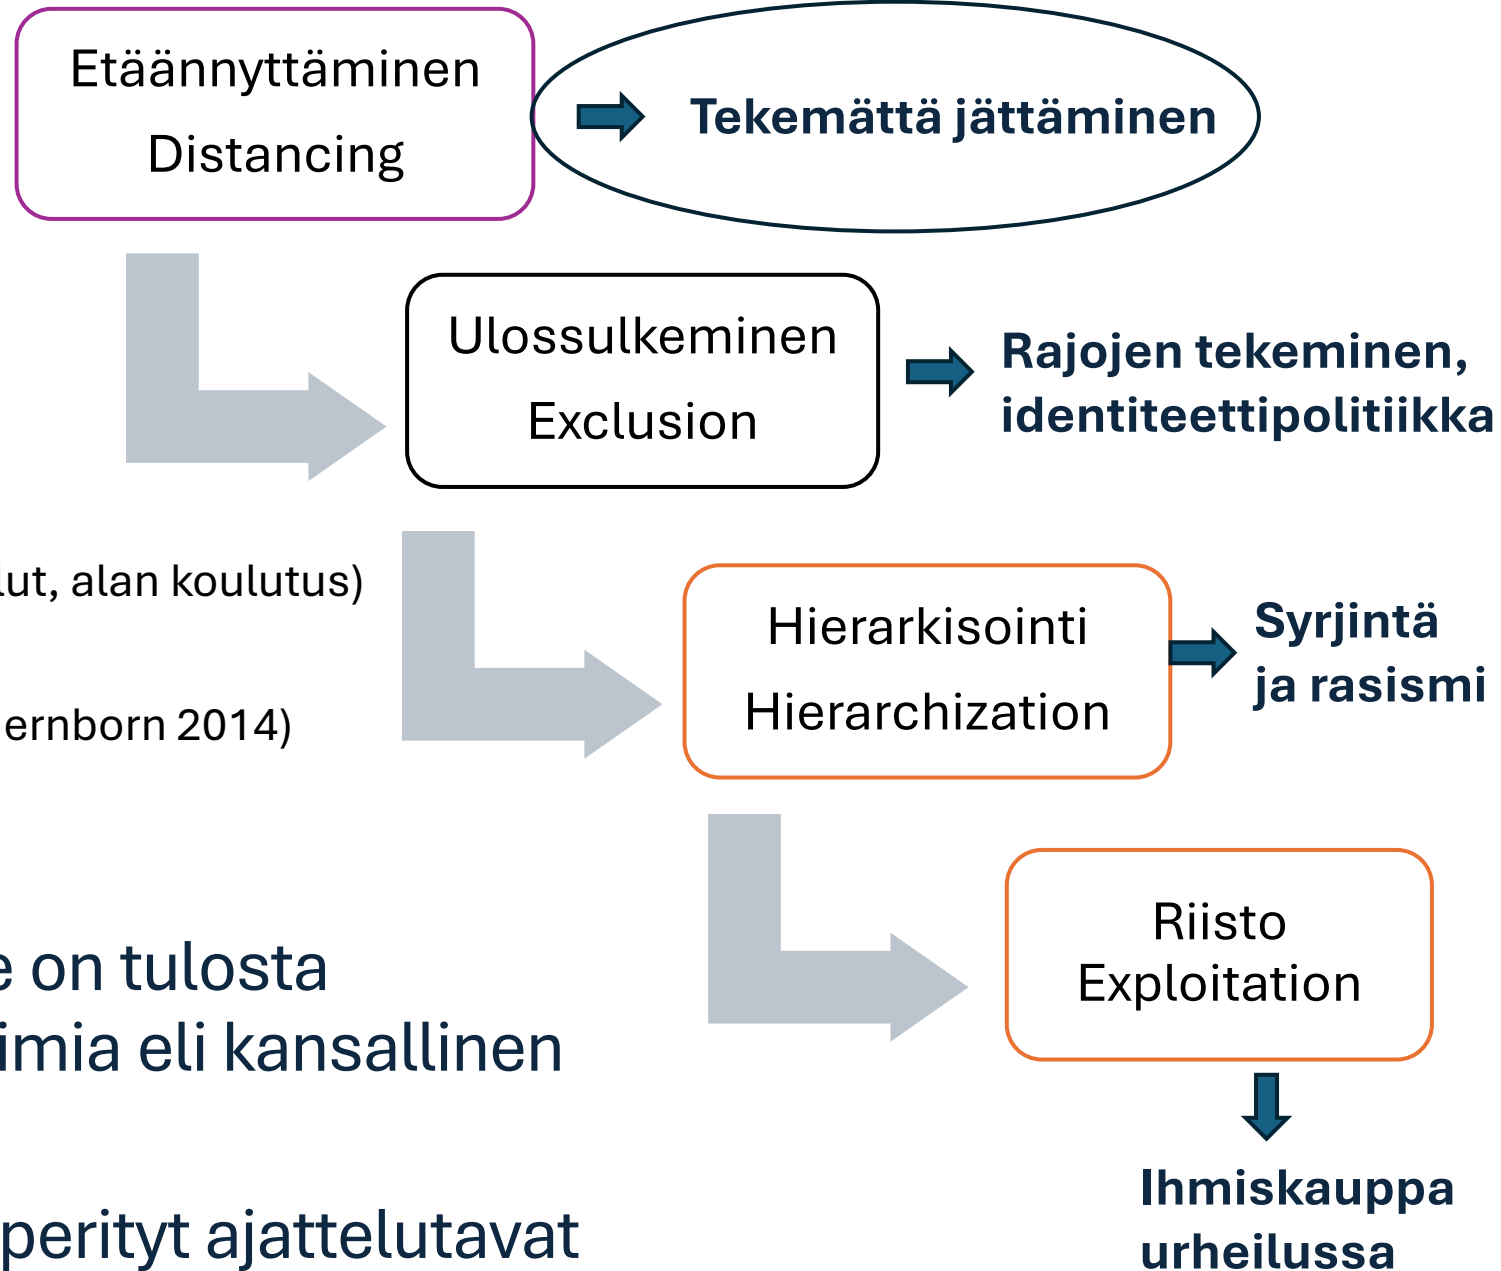 Etäännyttäminen
Distancing
Tekemättä jättäminen
Ulossulkeminen
Exclusion
Rajojen tekeminen,
identiteettipolitiikka
lut, alan koulutus)
Hierarkisointi
Hierarchization
Syrjintä
ja rasismi
ernborn 2014)
Riisto
Exploitation
e on tulosta
imia eli kansallinen
Ihmiskauppa
urheilussa
perityt ajattelutavat